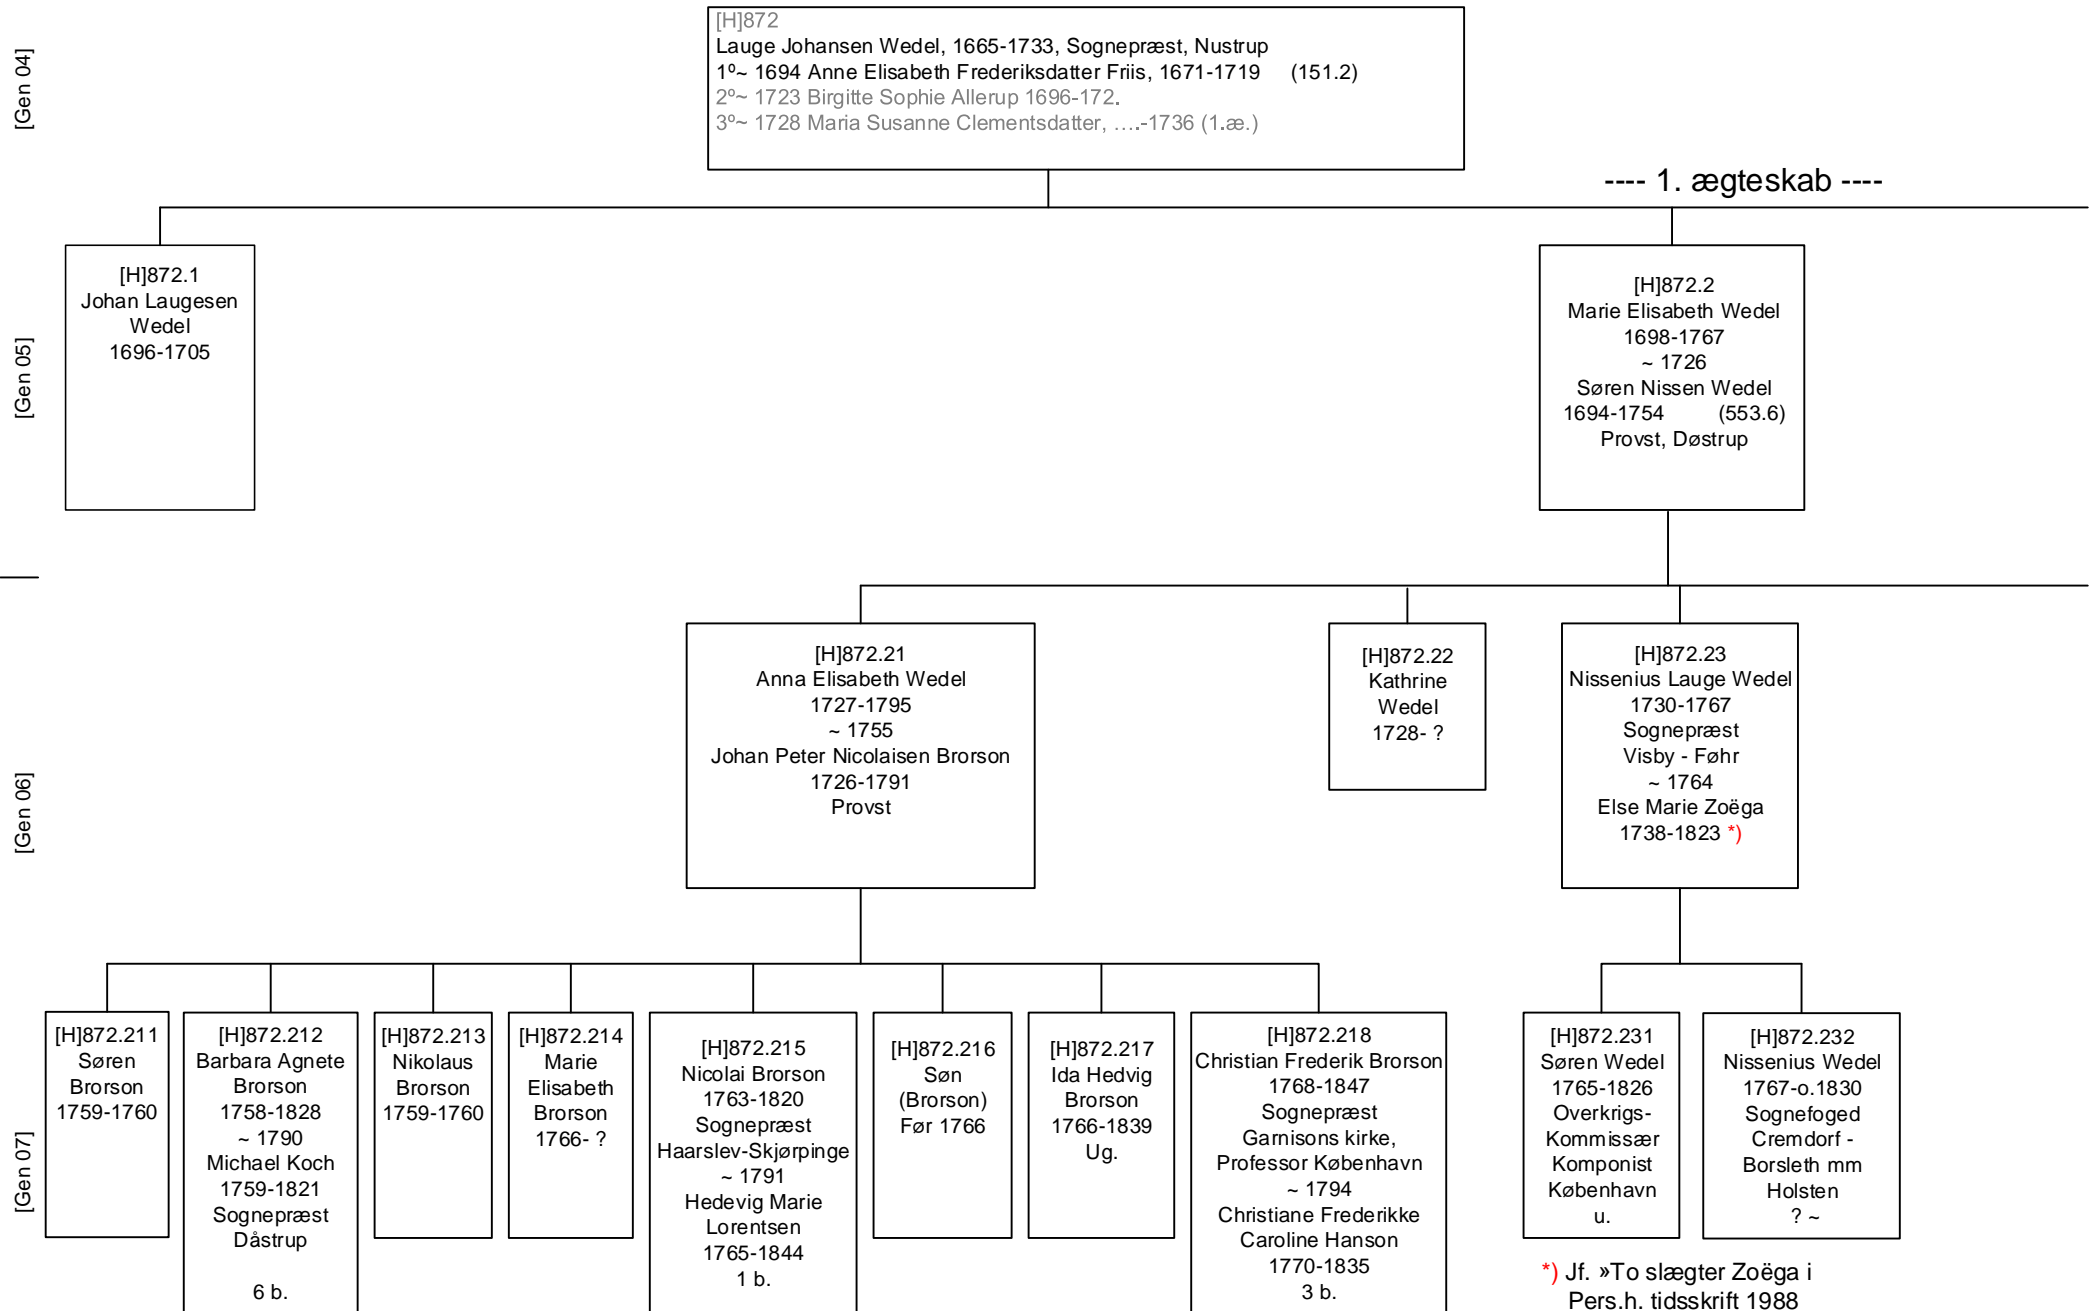 [Gen 04]
[H]872
Lauge Johansen Wedel, 1665-1733, Sognepræst, Nustrup
1º~ 1694 Anne Elisabeth Frederiksdatter Friis, 1671-1719 (151.2)
2º~ 1723 Birgitte Sophie Allerup 1696-172.
3º~ 1728 Maria Susanne Clementsdatter, ....-1736 (1.æ.)
---- 1. ægteskab ----
[Gen 05]
[H]872.1
Johan Laugesen
Wedel
1696-1705
[H]872.2
Marie Elisabeth Wedel
1698-1767
~ 1726
Søren Nissen Wedel
1694-1754 (553.6)
Provst, Døstrup
[Gen 06]
[H]872.21
Anna Elisabeth Wedel
1727-1795
~ 1755
Johan Peter Nicolaisen Brorson
1726-1791
Provst
[H]872.22
Kathrine
Wedel
1728- ?
[H]872.23
Nissenius Lauge Wedel
1730-1767
Sognepræst
Visby - Føhr
~ 1764
Else Marie Zoëga
1738-1823 *)
[Gen 07]
[H]872.211
Søren
Brorson
1759-1760
[H]872.212
Barbara Agnete
Brorson
1758-1828
~ 1790
Michael Koch
1759-1821
Sognepræst
Dåstrup
6 b.
[H]872.213
Nikolaus
Brorson
1759-1760
[H]872.214
Marie
Elisabeth
Brorson
1766- ?
[H]872.215
Nicolai Brorson
1763-1820
Sognepræst
Haarslev-Skjørpinge
~ 1791
Hedevig Marie
Lorentsen
1765-1844
1 b.
[H]872.216
Søn
(Brorson)
Før 1766
[H]872.217
Ida Hedvig
Brorson
1766-1839
Ug.
[H]872.218
Christian Frederik Brorson
1768-1847
Sognepræst
Garnisons kirke,
Professor København
~ 1794
Christiane Frederikke
Caroline Hanson
1770-1835
3 b.
[H]872.231
Søren Wedel
1765-1826
Overkrigs-
Kommissær
Komponist
København
u.
[H]872.232
Nissenius Wedel
1767-o.1830
Sognefoged
Cremdorf -
Borsleth mm
Holsten
? ~
*) Jf. »To slægter Zoëga i
Pers.h. tidsskrift 1988